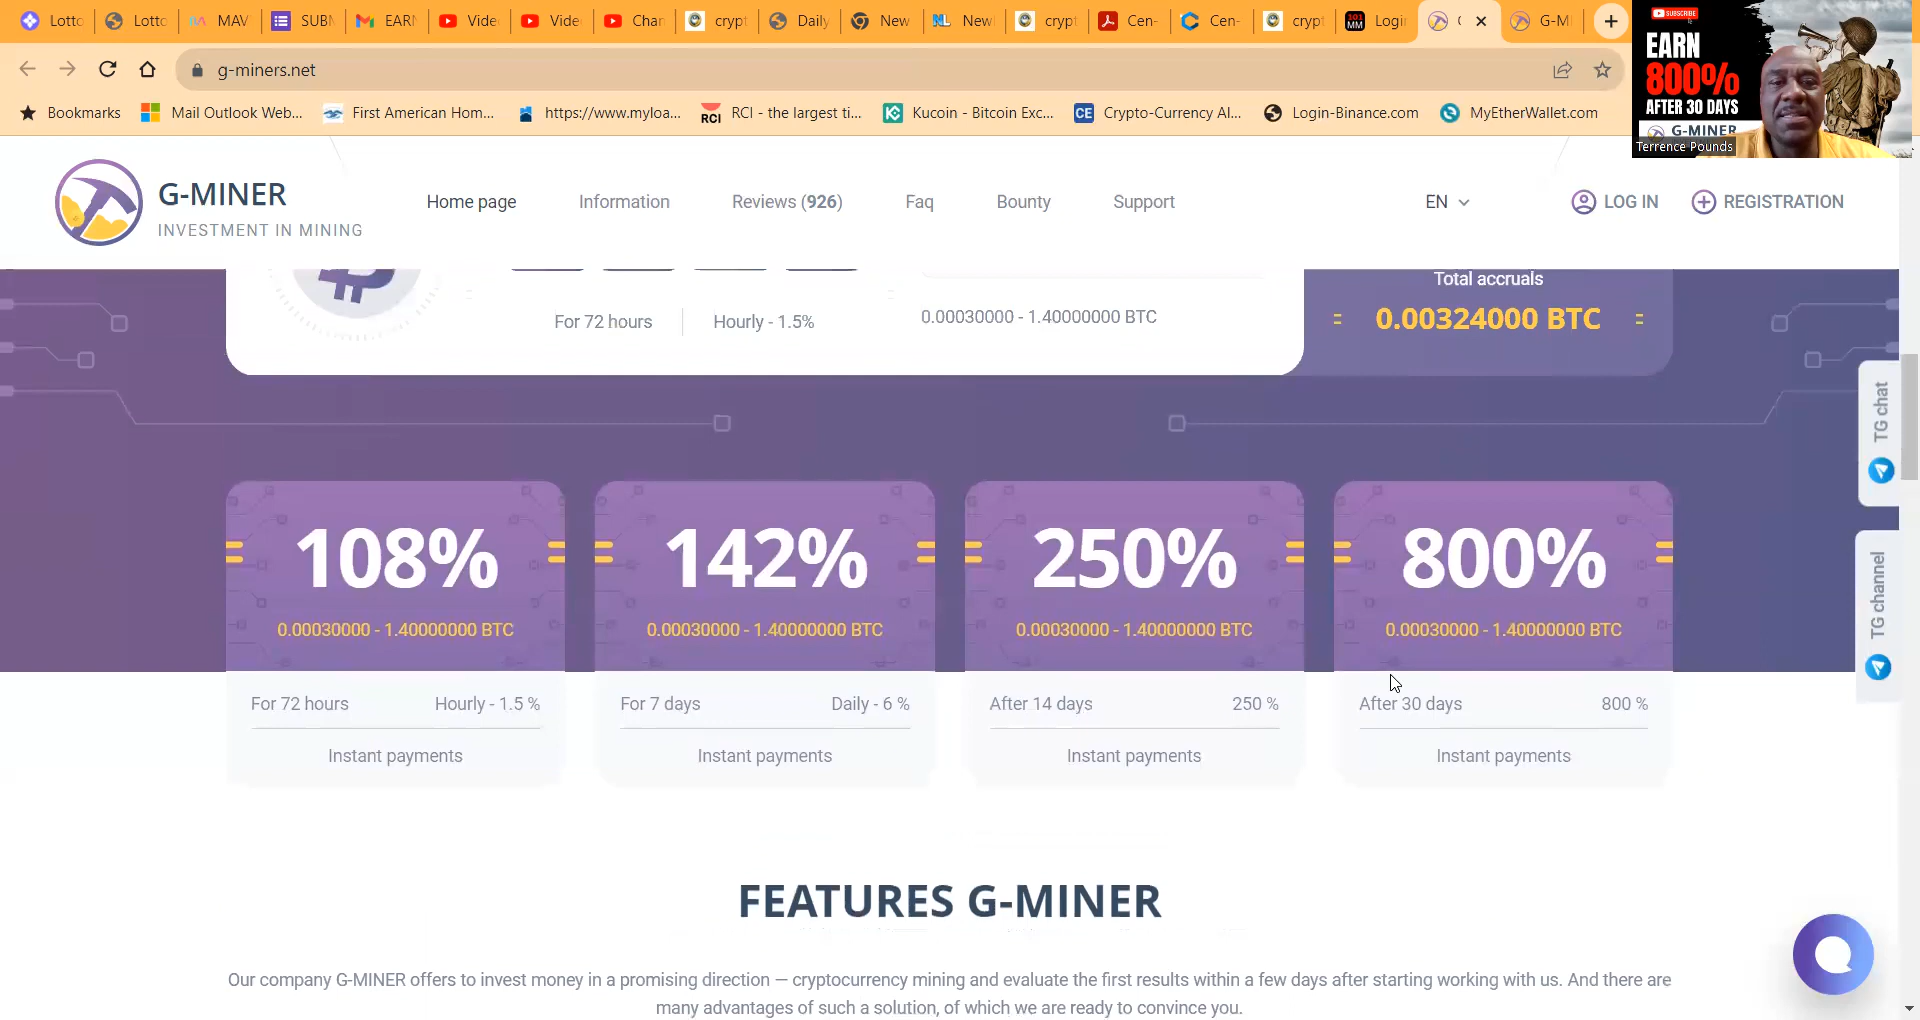 Lotto
Lotto
MAV
SUBM
EARN
Vide
Vide
Chan
crypt
Daily
New
New
crypt
Cen-
Cen-
crypt
Login
G-MI
g-miners.net
Bookmarks
Mail Outlook Web...
First American Hom...
https://www.myloa...
RCI - the largest ti...
Kucoin - Bitcoin Exc...
Crypto-Currency Al...
Login-Binance.com
MyEtherWallet.com
SUBSCRIBE
EARN
800%
AFTER 30 DAYS
G-MINER
Terrence Pounds
G-MINER
INVESTMENT IN MINING
Home page
Information
Reviews (926)
Faq
Bounty
Support
EN
LOG IN
REGISTRATION
For 72 hours
Hourly - 1.5%
0.00030000 - 1.40000000 BTC
Total accruals
0.00324000 BTC
TG chat
TG channel
108%
0.00030000 - 1.40000000 BTC
For 72 hours Hourly - 1.5 %
Instant payments
142%
0.00030000 - 1.40000000 BTC
For 7 days Daily - 6 %
Instant payments
250%
0.00030000 - 1.40000000 BTC
After 14 days 250 %
Instant payments
800%
0.00030000 - 1.40000000 BTC
After 30 days 800 %
Instant payments
FEATURES G-MINER
Our company G-MINER offers to invest money in a promising direction — cryptocurrency mining and evaluate the first results within a few days after starting working with us. And there are
many advantages of such a solution, of which we are ready to convince you.